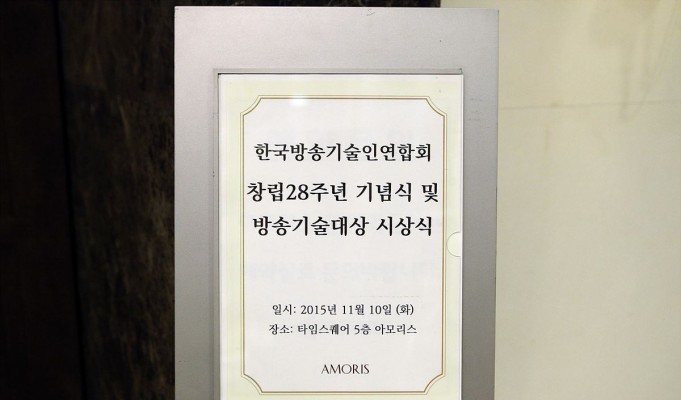 한국방송기술인연합회
창립28주년 기념식 및
방송기술대상 시상식
일시: 2015년 11월 10일 (화)
장소: 타임스퀘어 5층 아모리스
AMORIS